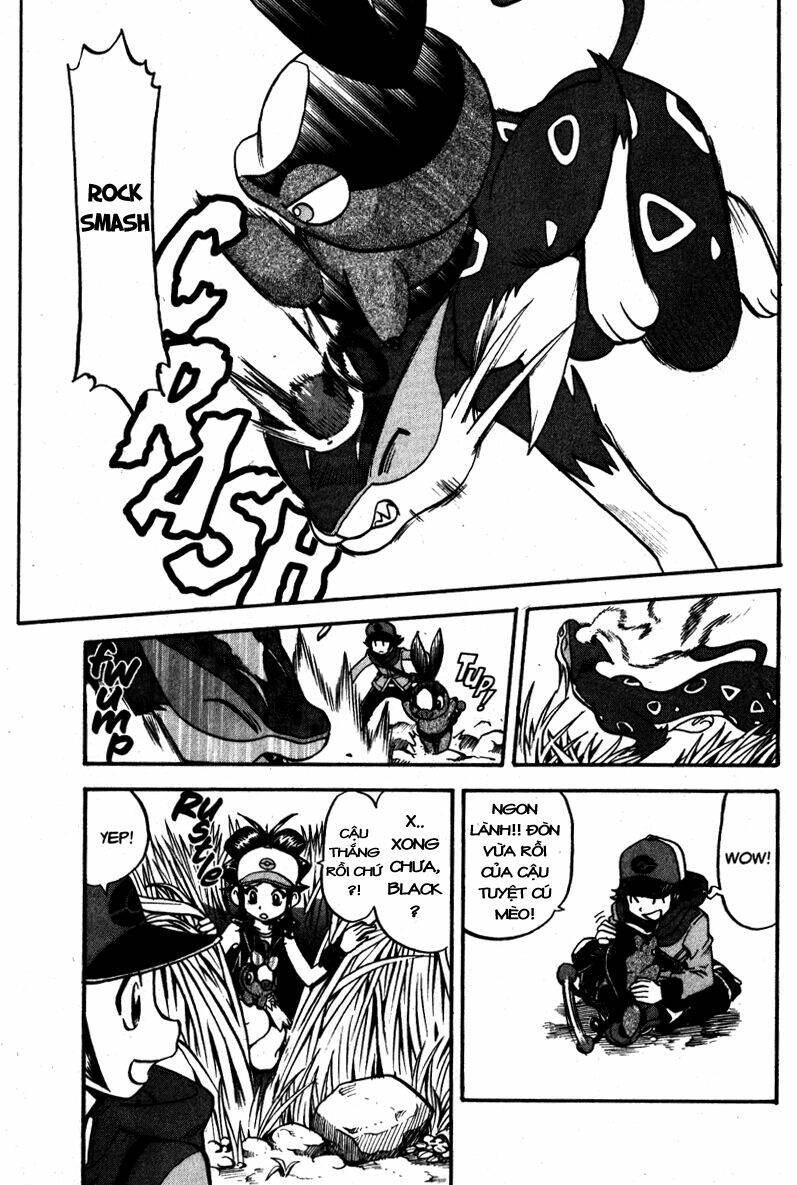 ROCK
SMASH
CRASH
TUP!
fwump
WOW!
NGON
LÀNH!! ĐÒN
VỪA RỒI
CỦA CẬU
TUYỆT CÚ
MÈO!
X..
XONG
CHƯA,
BLACK
?
CẬU
THẮNG
RỒI CHỨ
?!
RUSTLE
YEP!